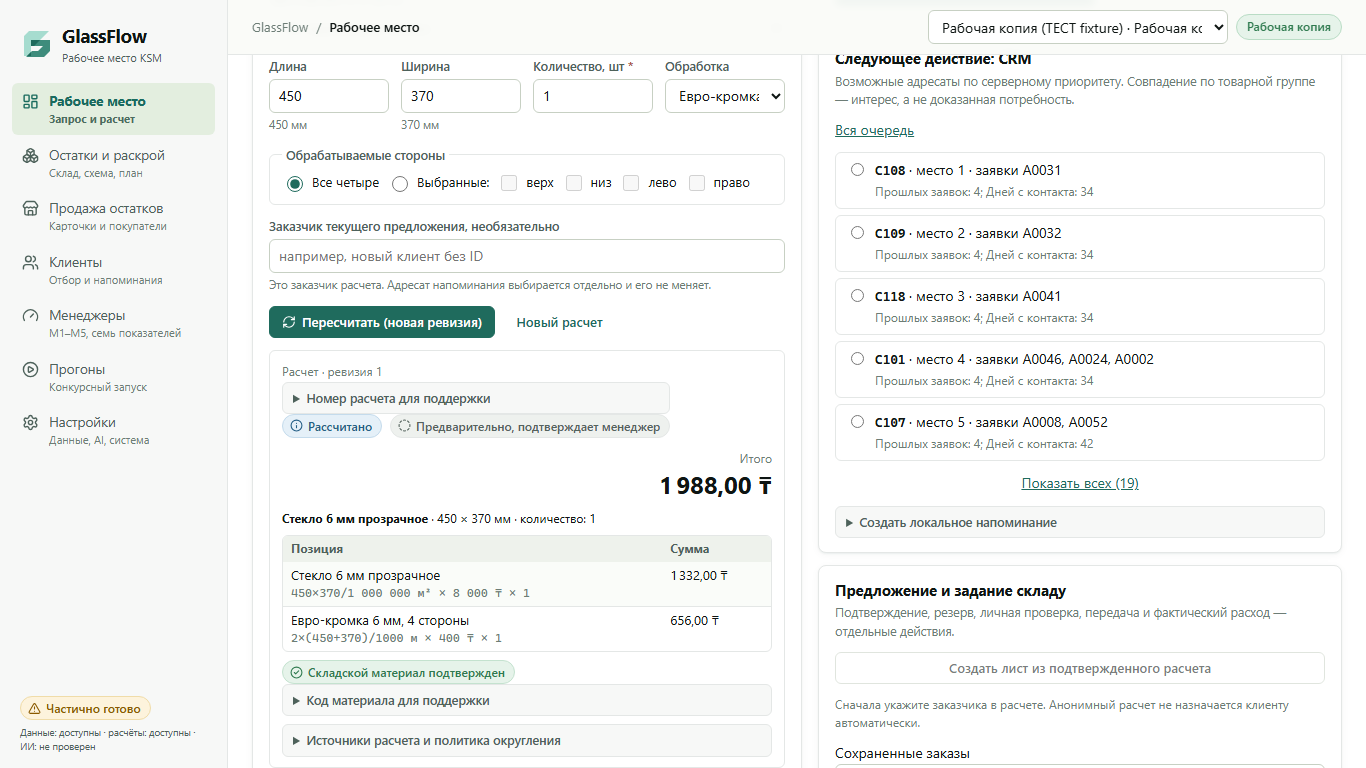 GlassFlow
Рабочее место KSM
Рабочее место
Запрос и расчет
Остатки и раскрой
Склад, схема, план
Продажа остатков
Карточки и покупатели
Клиенты
Отбор и напоминания
Менеджеры
М1–М5, семь показателей
Прогоны
Конкурсный запуск
Настройки
Данные, AI, система
Частично готово
Данные: доступны · расчёты: доступны ·
ИИ: не проверен
GlassFlow / Рабочее место
Рабочая копия (ТЕСТ fixture) · Рабочая кс
Рабочая копия
Длина
Ширина
Количество, шт *
Обработка
450
370
1
Евро-кромка
450 мм
370 мм
Обрабатываемые стороны
Все четыре
Выбранные:
верх
низ
лево
право
Заказчик текущего предложения, необязательно
например, новый клиент без ID
Это заказчик расчета. Адресат напоминания выбирается отдельно и его не меняет.
Пересчитать (новая ревизия)
Новый расчет
Расчет · ревизия 1
Номер расчета для поддержки
Рассчитано
Предварительно, подтверждает менеджер
Итого
1 988,00 ₸
Стекло 6 мм прозрачное · 450 × 370 мм · количество: 1
Позиция
Сумма
Стекло 6 мм прозрачное
1 332,00 ₸
450×370/1 000 000 м² × 8 000 ₸ × 1
Евро-кромка 6 мм, 4 стороны
656,00 ₸
2×(450+370)/1000 м × 400 ₸ × 1
Складской материал подтвержден
Код материала для поддержки
Источники расчета и политика округления
Следующее действие: CRM
Возможные адресаты по серверному приоритету. Совпадение по товарной группе
— интерес, а не доказанная потребность.
Вся очередь
C108 · место 1 · заявки A0031
Прошлых заявок: 4; Дней с контакта: 34
C109 · место 2 · заявки A0032
Прошлых заявок: 4; Дней с контакта: 34
C118 · место 3 · заявки A0041
Прошлых заявок: 4; Дней с контакта: 34
C101 · место 4 · заявки A0046, A0024, A0002
Прошлых заявок: 4; Дней с контакта: 34
C107 · место 5 · заявки A0008, A0052
Прошлых заявок: 4; Дней с контакта: 42
Показать всех (19)
Создать локальное напоминание
Предложение и задание складу
Подтверждение, резерв, личная проверка, передача и фактический расход —
отдельные действия.
Создать лист из подтвержденного расчета
Сначала укажите заказчика в расчете. Анонимный расчет не назначается клиенту
автоматически.
Сохраненные заказы